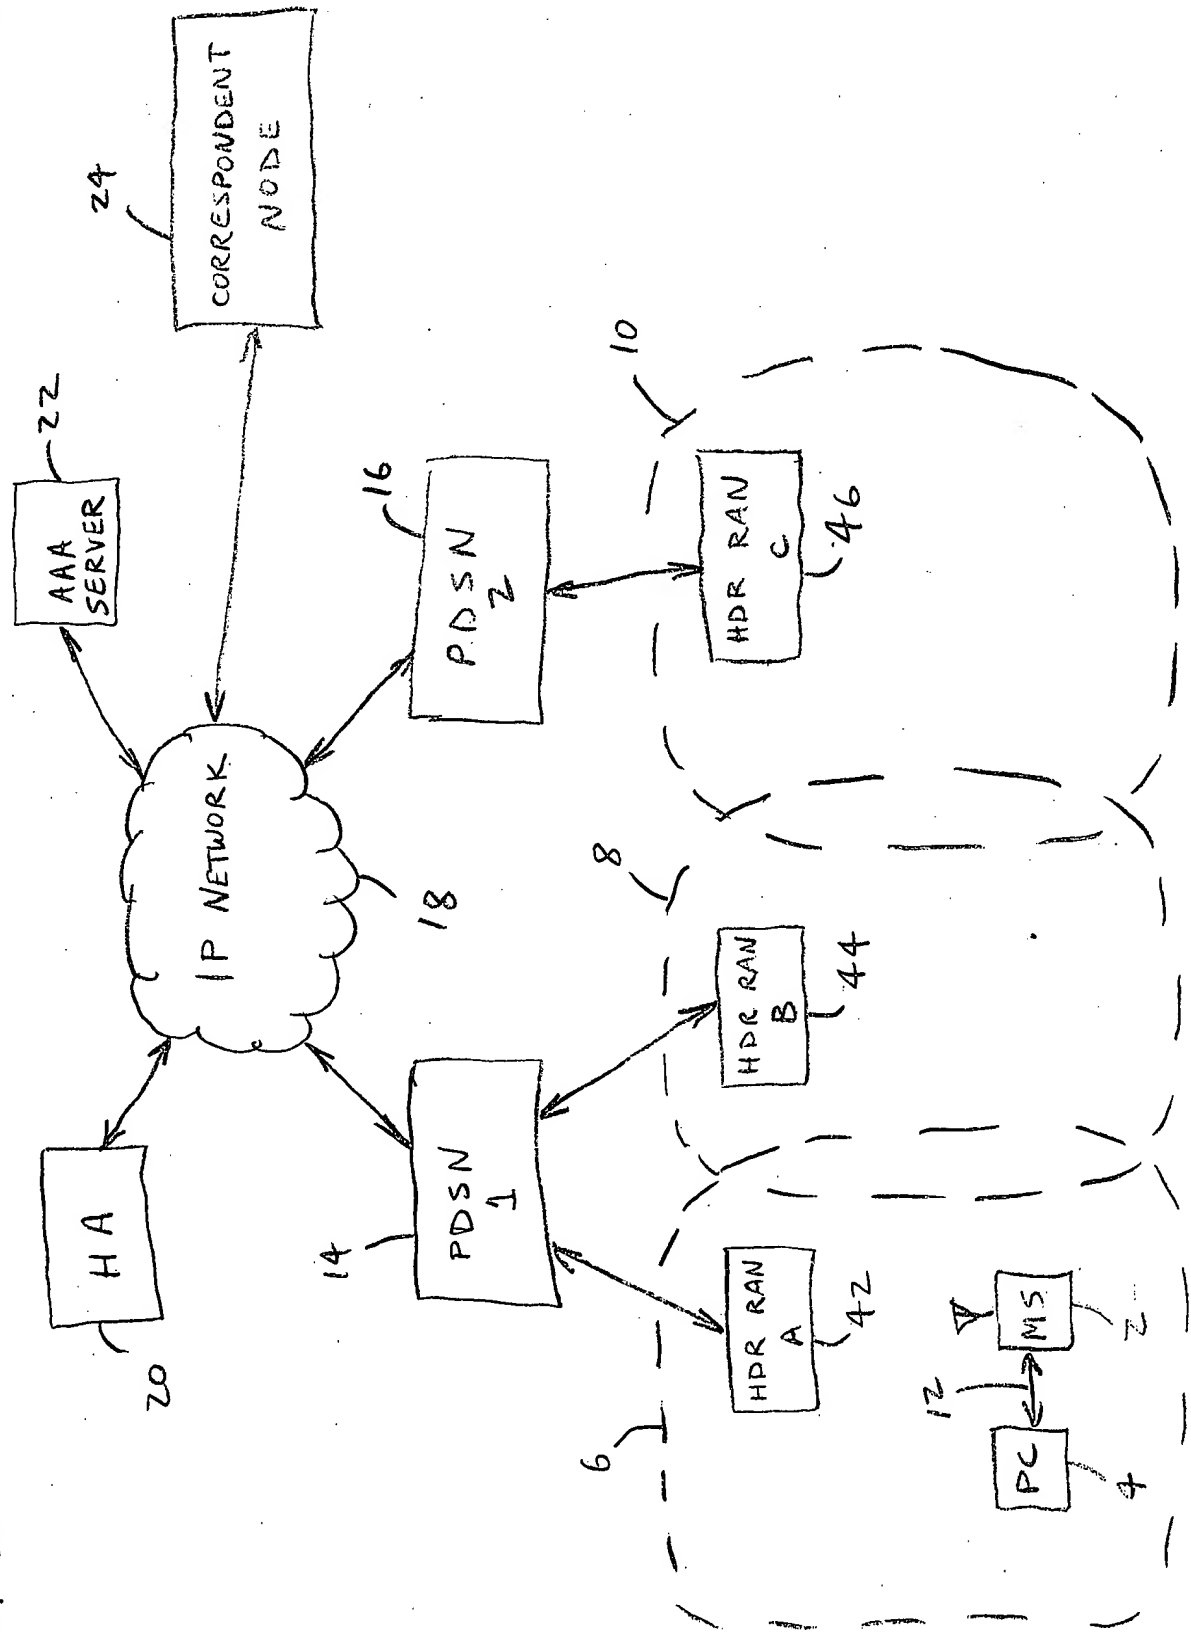 AAA
SERVER
22
24
CORRESPONDENT
NODE
HA
20
IP NETWORK
18
14
PDSN
1
16
PDSN
2
6
8
10
HDR RAN
A
42
HDR RAN
B
44
HDR RAN
C
46
12
PC
4
MS
2